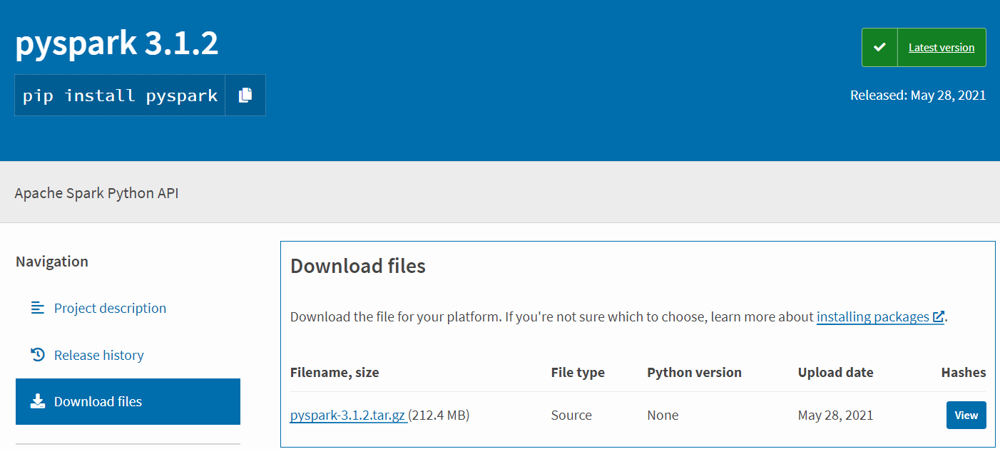 pyspark 3.1.2
Latest version
pip install pyspark
Released: May 28, 2021
Apache Spark Python API
Navigation
Project description
Release history
Download files
Download files
Download the file for your platform. If you're not sure which to choose, learn more about installing packages.
Filename, size File type Python version Upload date Hashes
pyspark-3.1.2.tar.gz (212.4 MB) Source None May 28, 2021 View